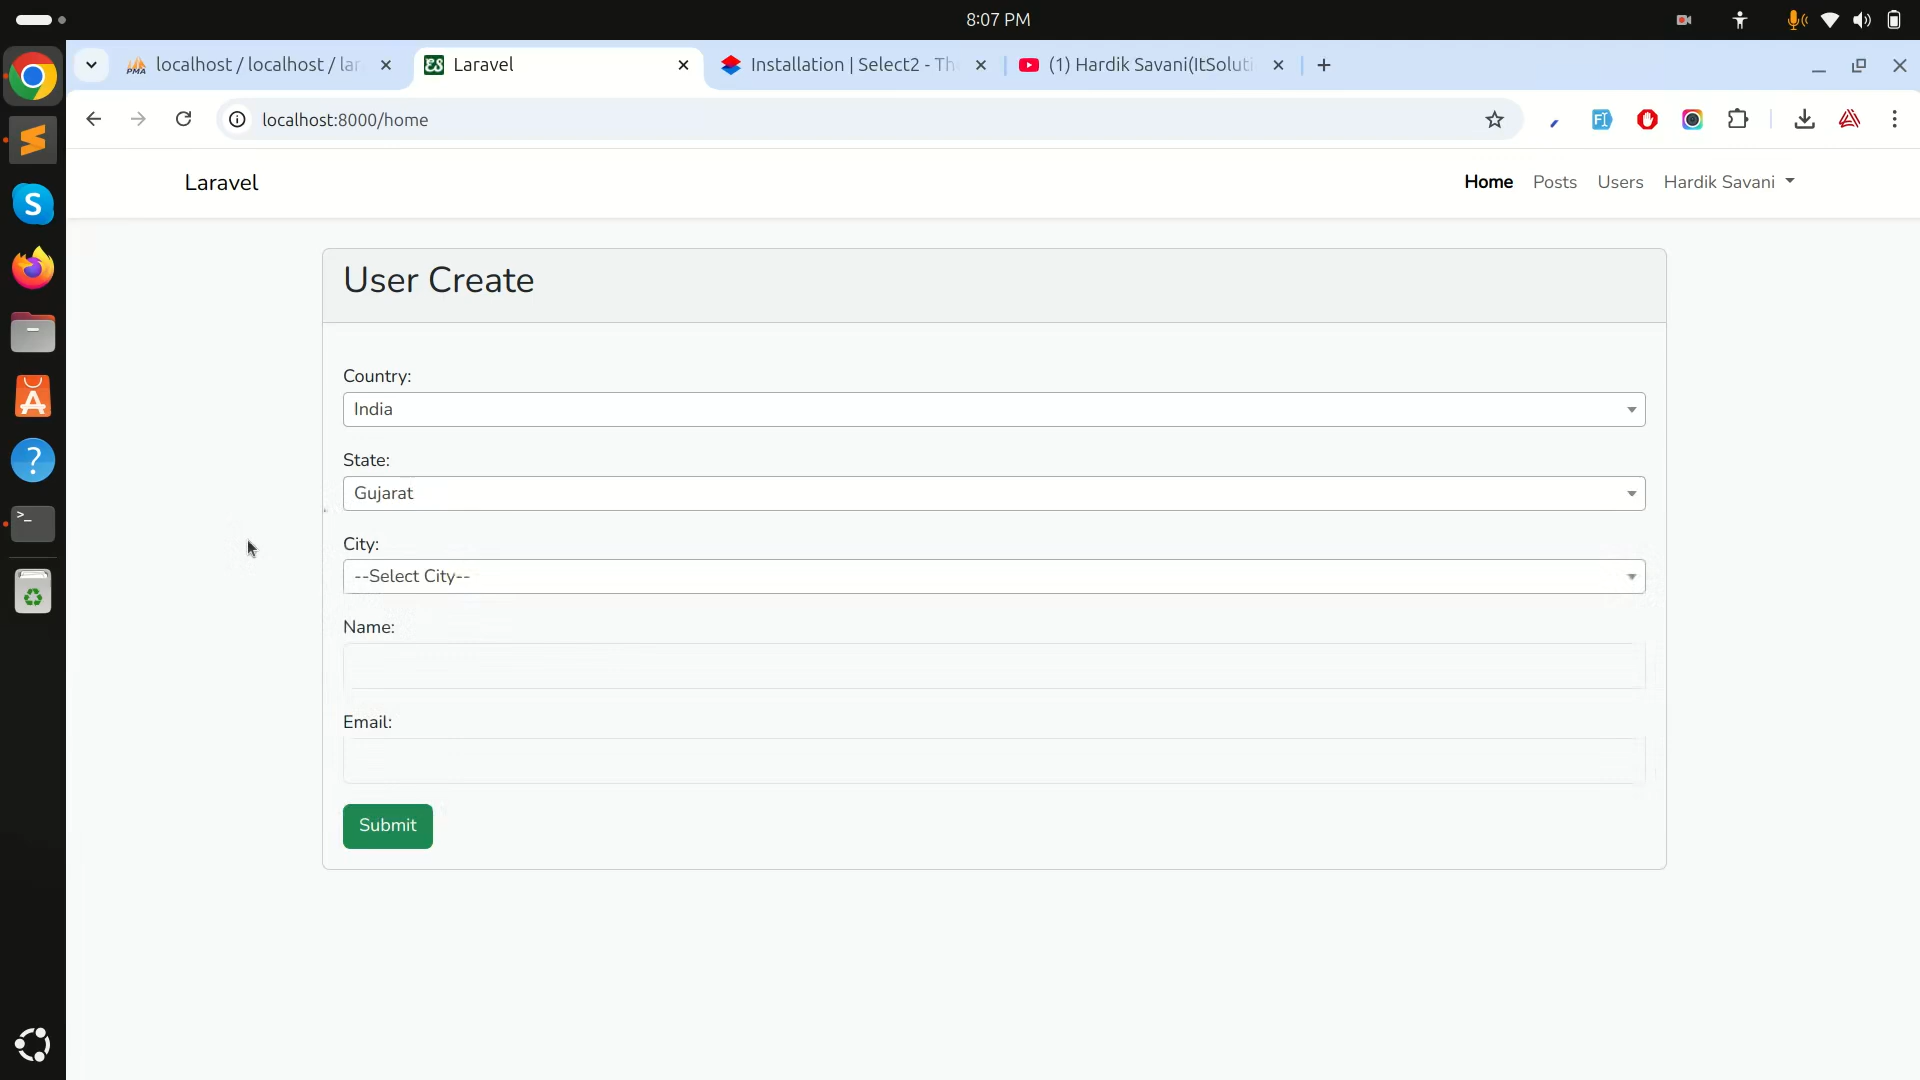 8:07 PM
localhost / localhost / lar
Laravel
Installation | Select2 - Th
(1) Hardik Savani(ItSoluti
localhost:8000/home
Laravel
Home
Posts
Users
Hardik Savani
User Create
Country:
India
State:
Gujarat
City:
--Select City--
Name:
Email:
Submit